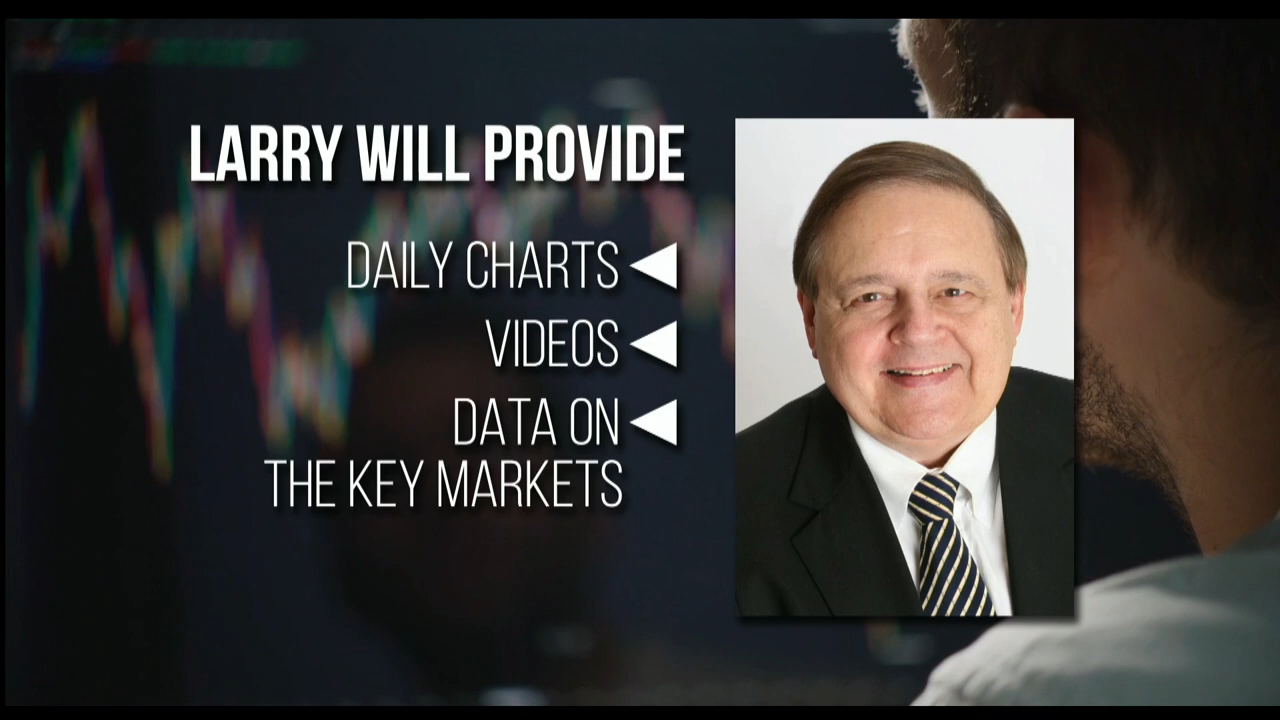 LARRY WILL PROVIDE
DAILY CHARTS
VIDEOS
DATA ON
THE KEY MARKETS